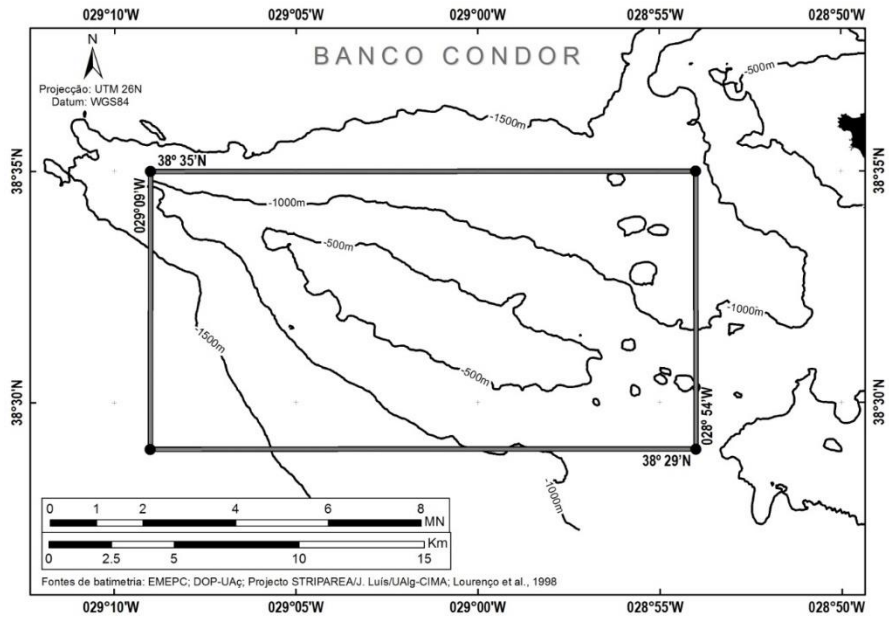 029°10'W 029°05'W 029°00'W 028°55'W 028°50'W
N
BANCO CONDOR
Projecção: UTM 26N
Datum: WGS84
-500m
-1500m
38° 35'N
38°35'N
38°35'N
029°09'W
-1000m
-500m
-1000m
-1500m
-500m
38°30'N
38°30'N
028° 54'W
38° 29'N
-1000m
0 1 2 4 6 8
MN
Km
0 2.5 5 10 15
Fontes de batimetria: EMEPC; DOP-UAç; Projecto STRIPAREA/J. Luís/UAlg-CIMA; Lourenço et al., 1998
029°10'W 029°05'W 029°00'W 028°55'W 028°50'W